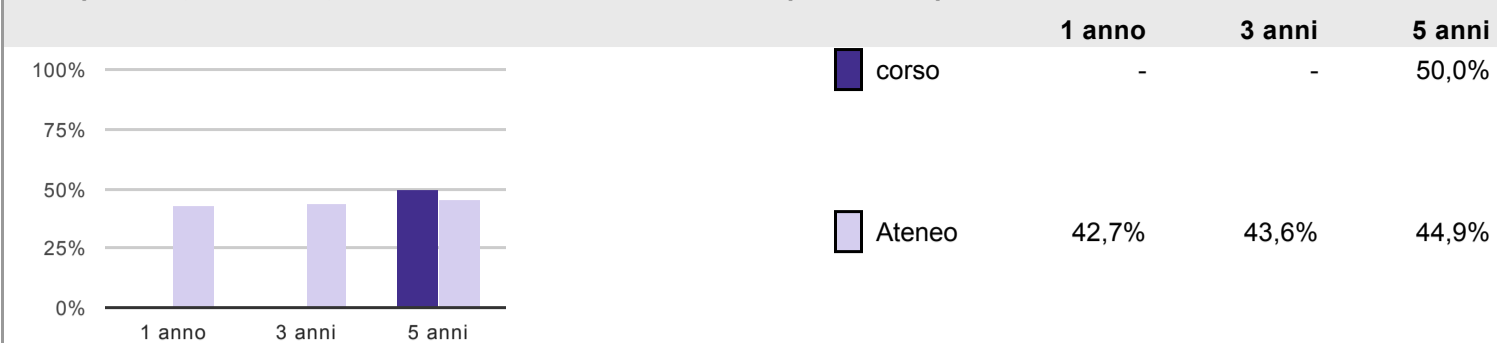 1 anno 3 anni 5 anni
100%
75%
50%
25%
0%
1 anno 3 anni 5 anni
corso - - 50,0%
Ateneo 42,7% 43,6% 44,9%